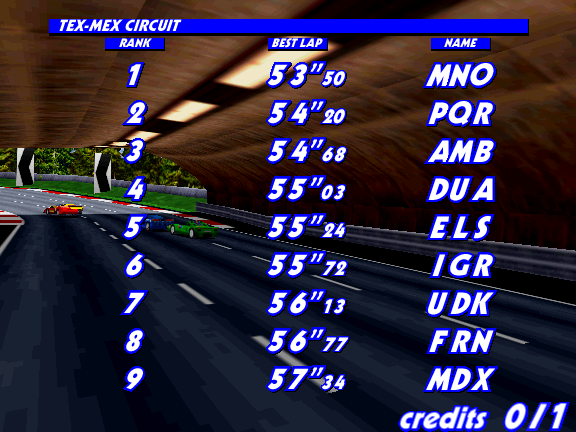 TEX-MEX CIRCUIT
RANK BEST LAP NAME
1 53"50 MNO
2 54"20 PQR
3 54"68 AMB
4 55"03 DUA
5 55"24 ELS
6 55"72 IGR
7 56"13 UDK
8 56"77 FRN
9 57"34 MDX
credits 0/1